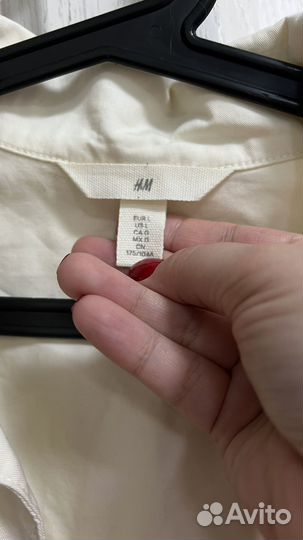 H&M
EUR L
US L
CA G
MX G
CN
175/104A
Avito